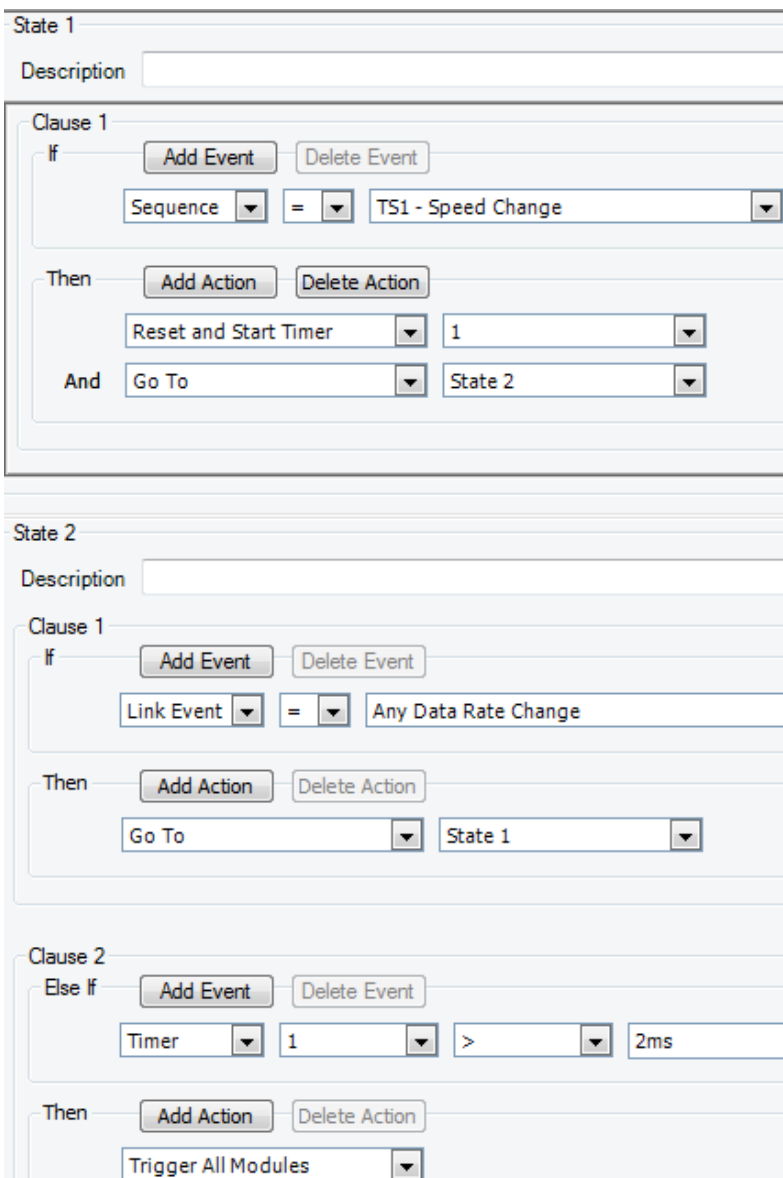 State 1
Description
Clause 1
If Add Event Delete Event
Sequence = TS1 - Speed Change
Then Add Action Delete Action
Reset and Start Timer 1
And Go To State 2
State 2
Description
Clause 1
If Add Event Delete Event
Link Event = Any Data Rate Change
Then Add Action Delete Action
Go To State 1
Clause 2
Else If Add Event Delete Event
Timer 1 > 2ms
Then Add Action Delete Action
Trigger All Modules